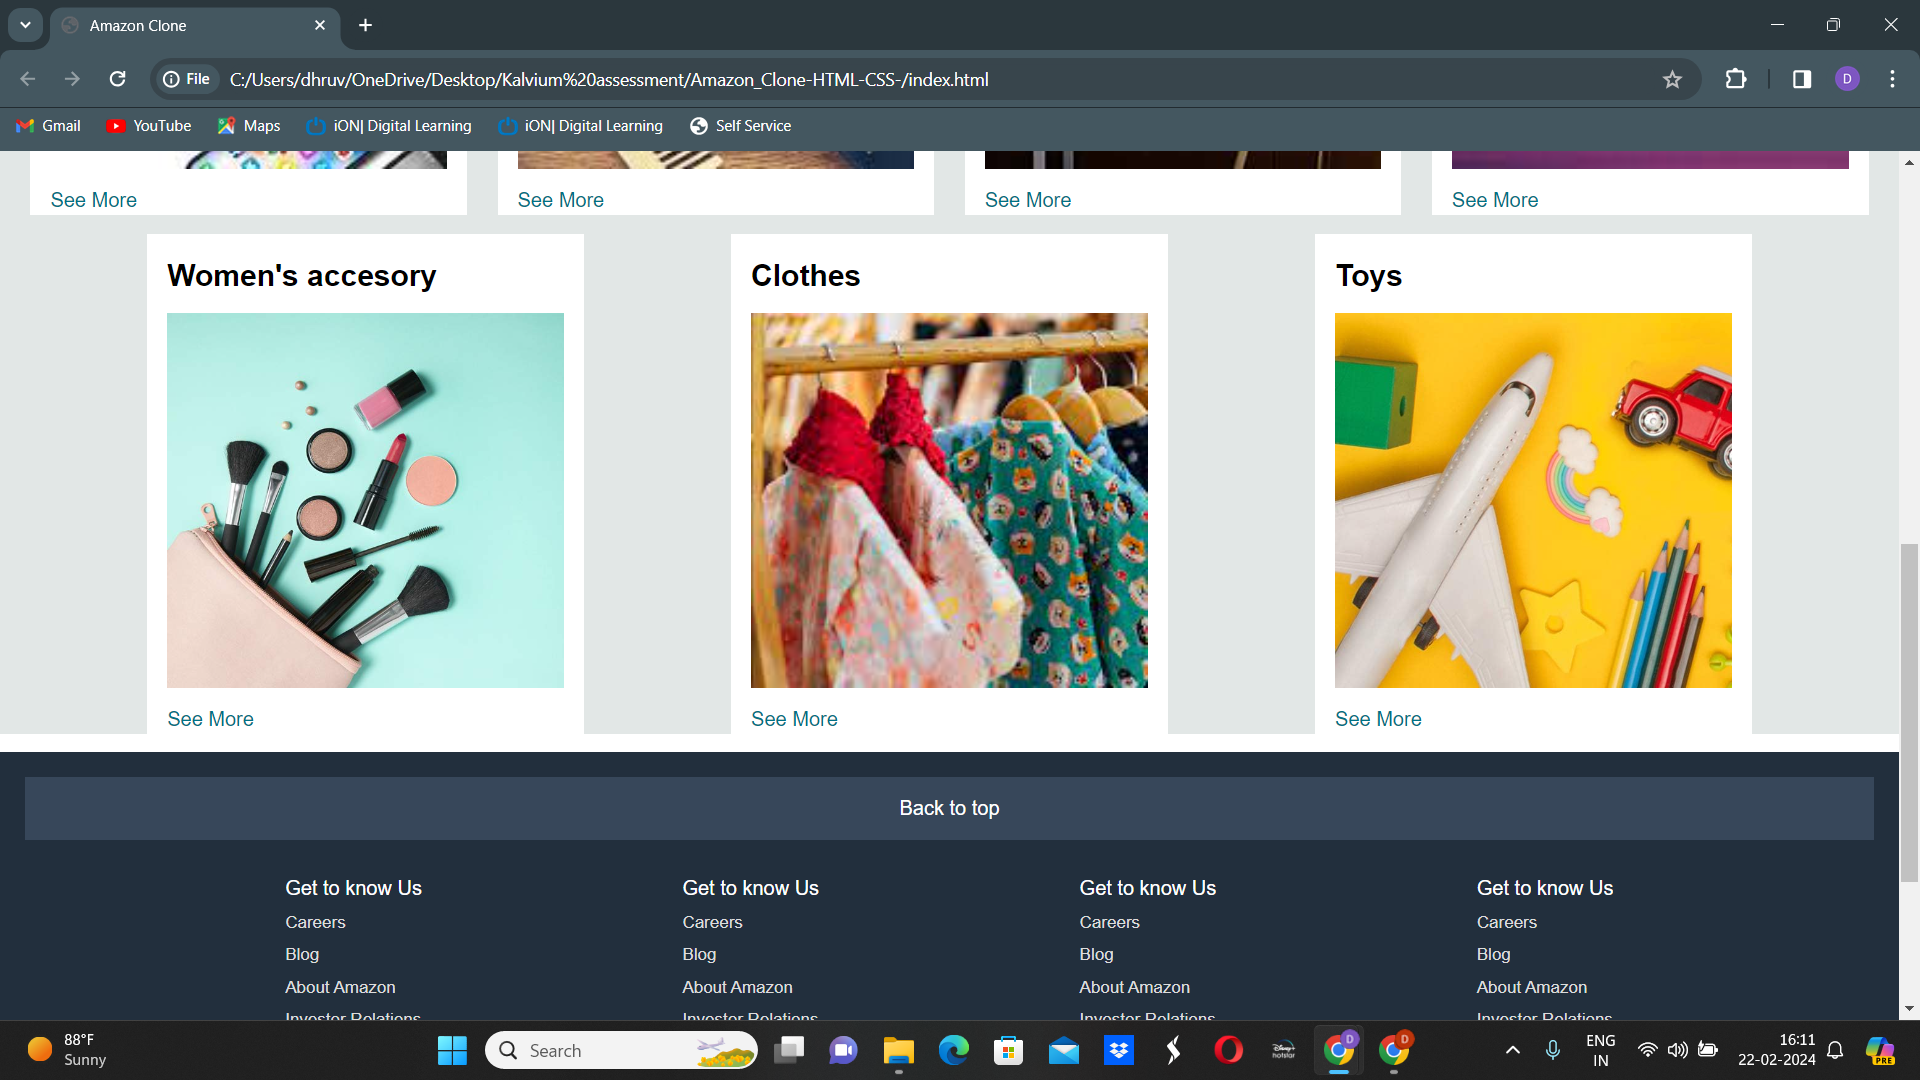 Amazon Clone
File
C:/Users/dhruv/OneDrive/Desktop/Kalvium%20assessment/Amazon_Clone-HTML-CSS-/index.html
D
Gmail
YouTube
Maps
iON| Digital Learning
iON| Digital Learning
Self Service
See More
See More
See More
See More
Women's accesory
Clothes
Toys
See More
See More
See More
Back to top
Get to know Us
Careers
Blog
About Amazon
Investor Relations
Get to know Us
Careers
Blog
About Amazon
Investor Relations
Get to know Us
Careers
Blog
About Amazon
Investor Relations
Get to know Us
Careers
Blog
About Amazon
Investor Relations
88°F
Sunny
Search
hotstar
D
D
ENG
IN
16:11
22-02-2024
PRE